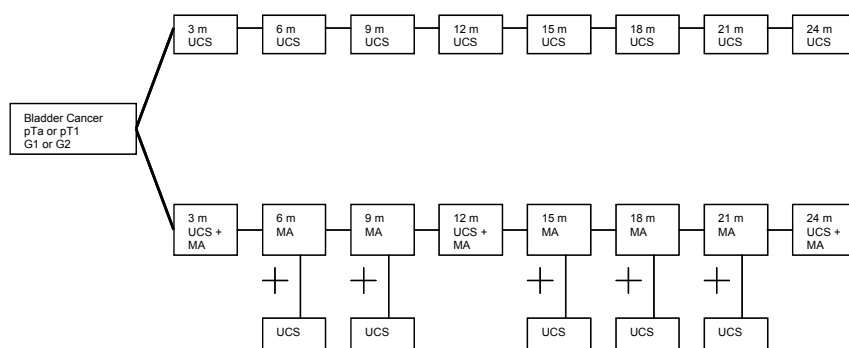 3 m
UCS
6 m
UCS
9 m
UCS
12 m
UCS
15 m
UCS
18 m
UCS
21 m
UCS
24 m
UCS
Bladder Cancer
pTa or pT1
G1 or G2
3 m
UCS +
MA
6 m
MA
9 m
MA
12 m
UCS +
MA
15 m
MA
18 m
MA
21 m
MA
24 m
UCS +
MA
+
+
+
+
+
UCS
UCS
UCS
UCS
UCS